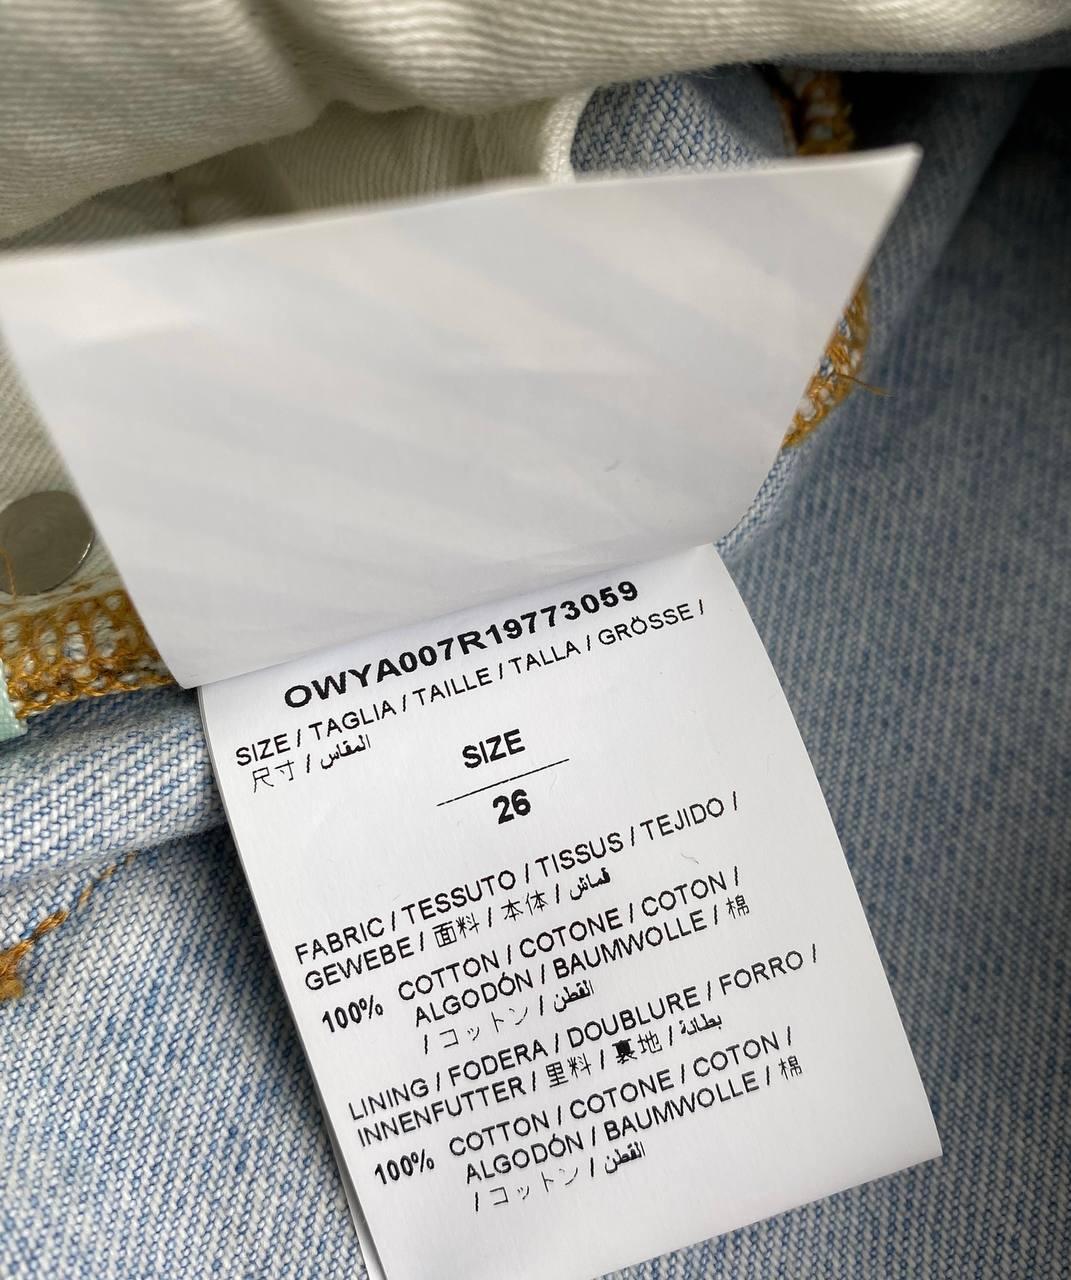 OWYA007R19773059
SIZE / TAGLIA / TAILLE / TALLA / GRÖSSE /
尺寸 / المقاس
SIZE
26
FABRIC / TESSUTO / TISSUS / TEJIDO /
GEWEBE / 面料 / 本体 / قماش
100% COTTON / COTONE / COTON /
ALGODÓN / BAUMWOLLE / 棉
/ コットン / القطن
LINING / FODERA / DOUBLURE / FORRO /
INNENFUTTER / 里料 / 裏地 / بطانة
100% COTTON / COTONE / COTON /
ALGODÓN / BAUMWOLLE / 棉
/ コットン / القطن